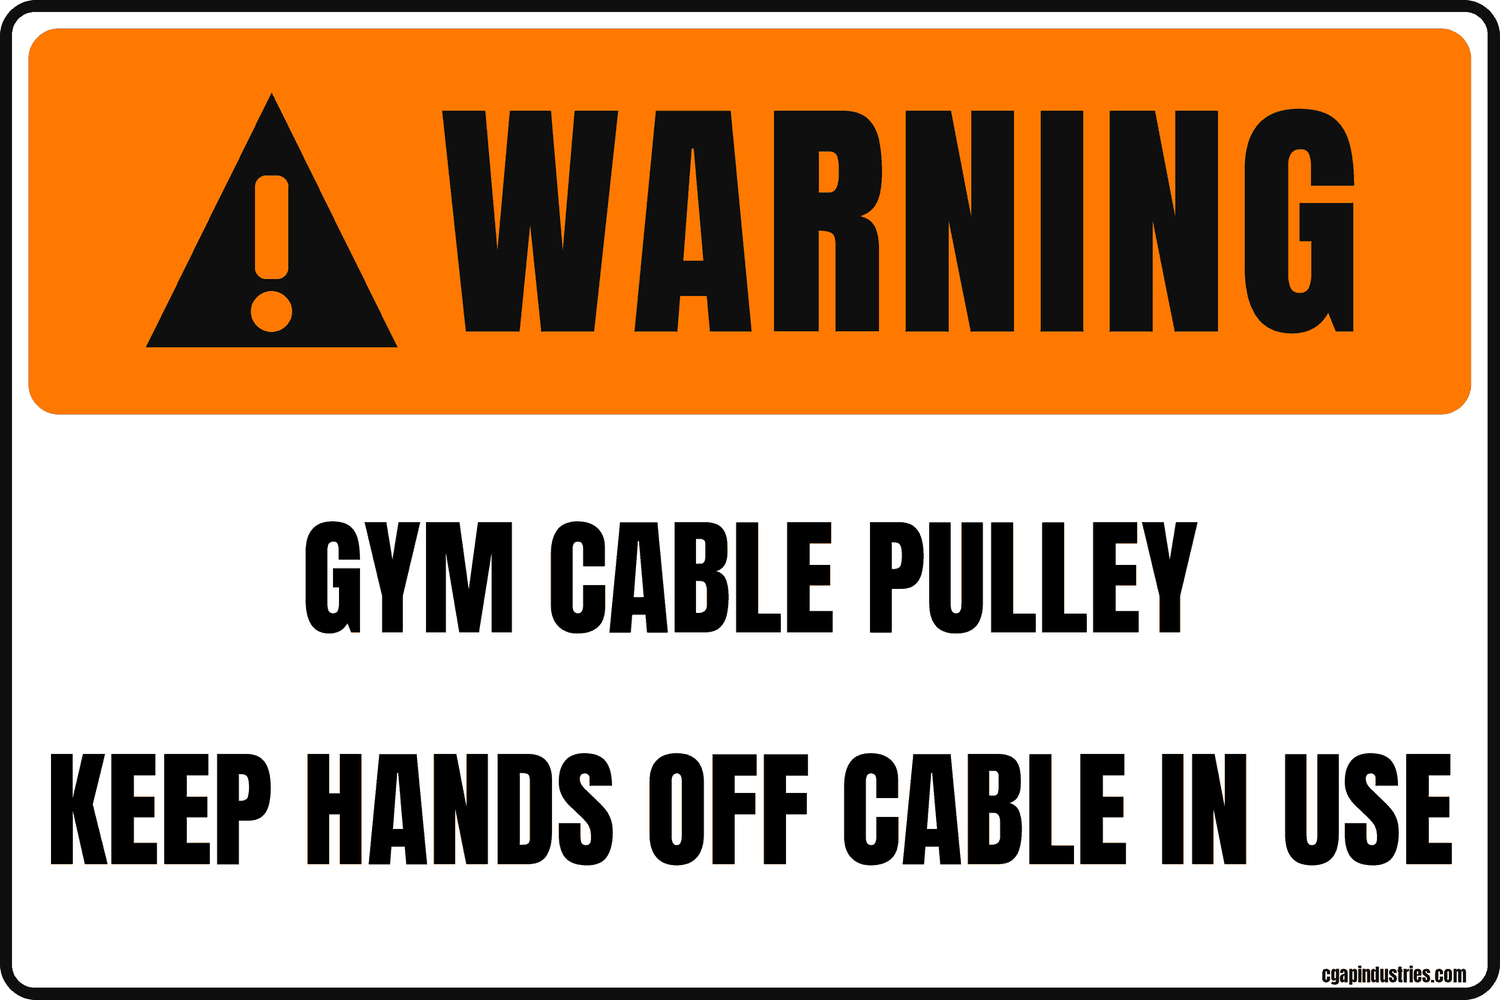 WARNING
GYM CABLE PULLEY
KEEP HANDS OFF CABLE IN USE
cgapindustries.com